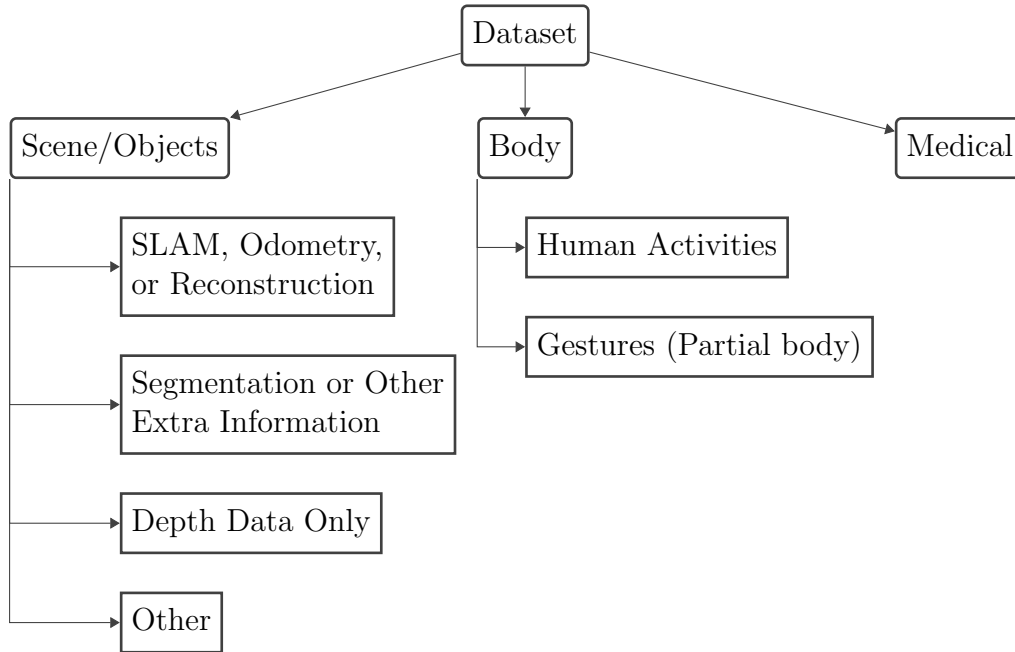 Dataset
Scene/Objects
Body
Medical
SLAM, Odometry,
or Reconstruction
Segmentation or Other
Extra Information
Depth Data Only
Other
Human Activities
Gestures (Partial body)